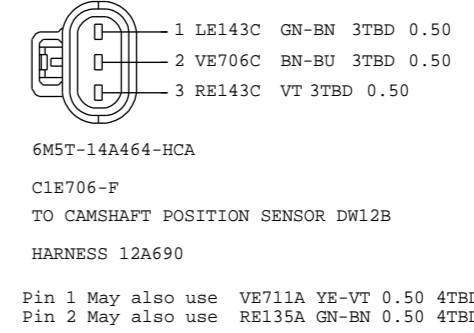 1 LE143C GN-BN 3TBD 0.50
2 VE706C BN-BU 3TBD 0.50
3 RE143C VT 3TBD 0.50
6M5T-14A464-HCA
C1E706-F
TO CAMSHAFT POSITION SENSOR DW12B
HARNESS 12A690
Pin 1 May also use VE711A YE-VT 0.50 4TBD
Pin 2 May also use RE135A GN-BN 0.50 4TBD